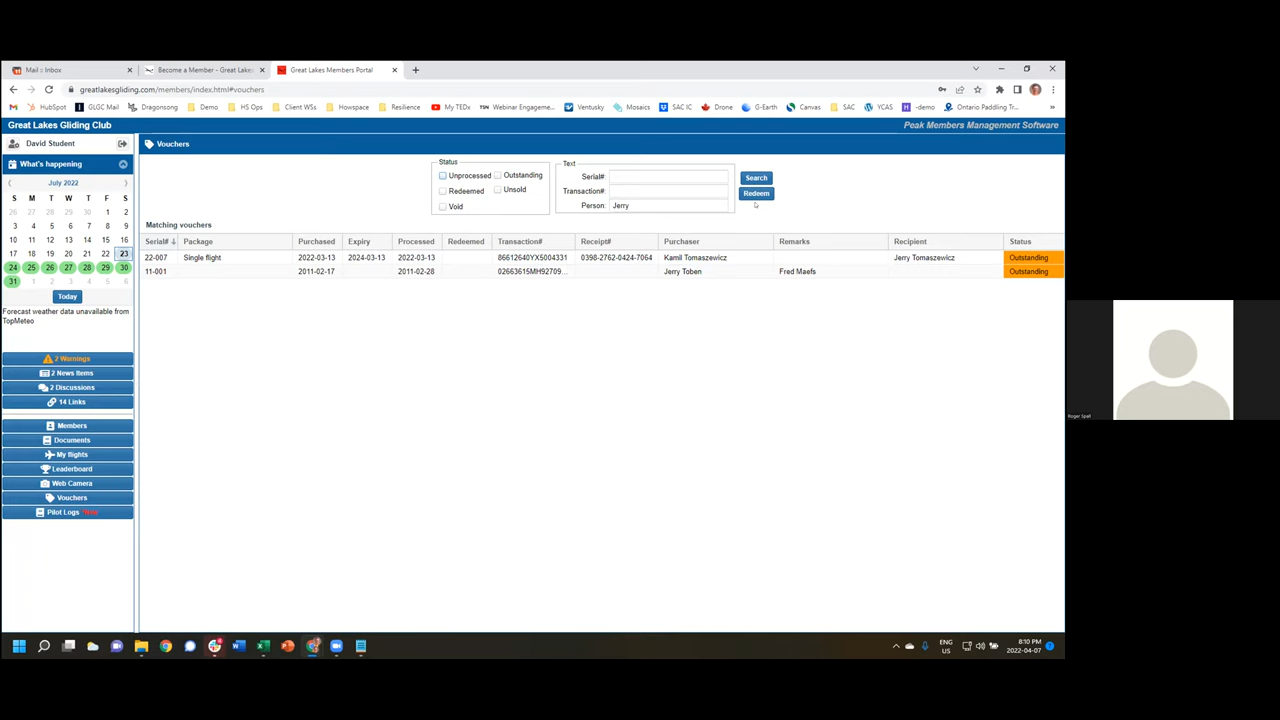 Mail :: Inbox
Become a Member - Great Lakes
Great Lakes Members Portal
greatlakesgliding.com/members/index.html#vouchers
HubSpot GLGC Mail Dragonsong Demo HS Ops Client WSs Howspace Resilience My TEDx Webinar Engageme... Ventusky Mosaics SAC IC Drone G-Earth Canvas SAC YCAS -demo Ontario Paddling Tr... »
Great Lakes Gliding Club
Peak Members Management Software
David Student
Vouchers
What's happening
July 2022
S M T W T F S
26 27 28 29 30 1 2
3 4 5 6 7 8 9
10 11 12 13 14 15 16
17 18 19 20 21 22 23
24 25 26 27 28 29 30
31 1 2 3 4 5 6
Today
Forecast weather data unavailable from
TopMeteo
2 Warnings
2 News Items
2 Discussions
14 Links
Members
Documents
My flights
Leaderboard
Web Camera
Vouchers
Pilot Logs New
Status
Unprocessed Outstanding
Redeemed Unsold
Void
Text
Serial#:
Transaction#:
Person: Jerry
Search
Redeem
Matching vouchers
Serial# Package Purchased Expiry Processed Redeemed Transaction# Receipt# Purchaser Remarks Recipient Status
22-007 Single flight 2022-03-13 2024-03-13 2022-03-13 86612640YX5004331 0398-2762-0424-7064 Kamil Tomaszewicz Jerry Tomaszewicz Outstanding
11-001 2011-02-17 2011-02-28 02663615MH92709... Jerry Toben Fred Maefs Outstanding
ENG
US
8:10 PM
2022-04-07
Roger Spall